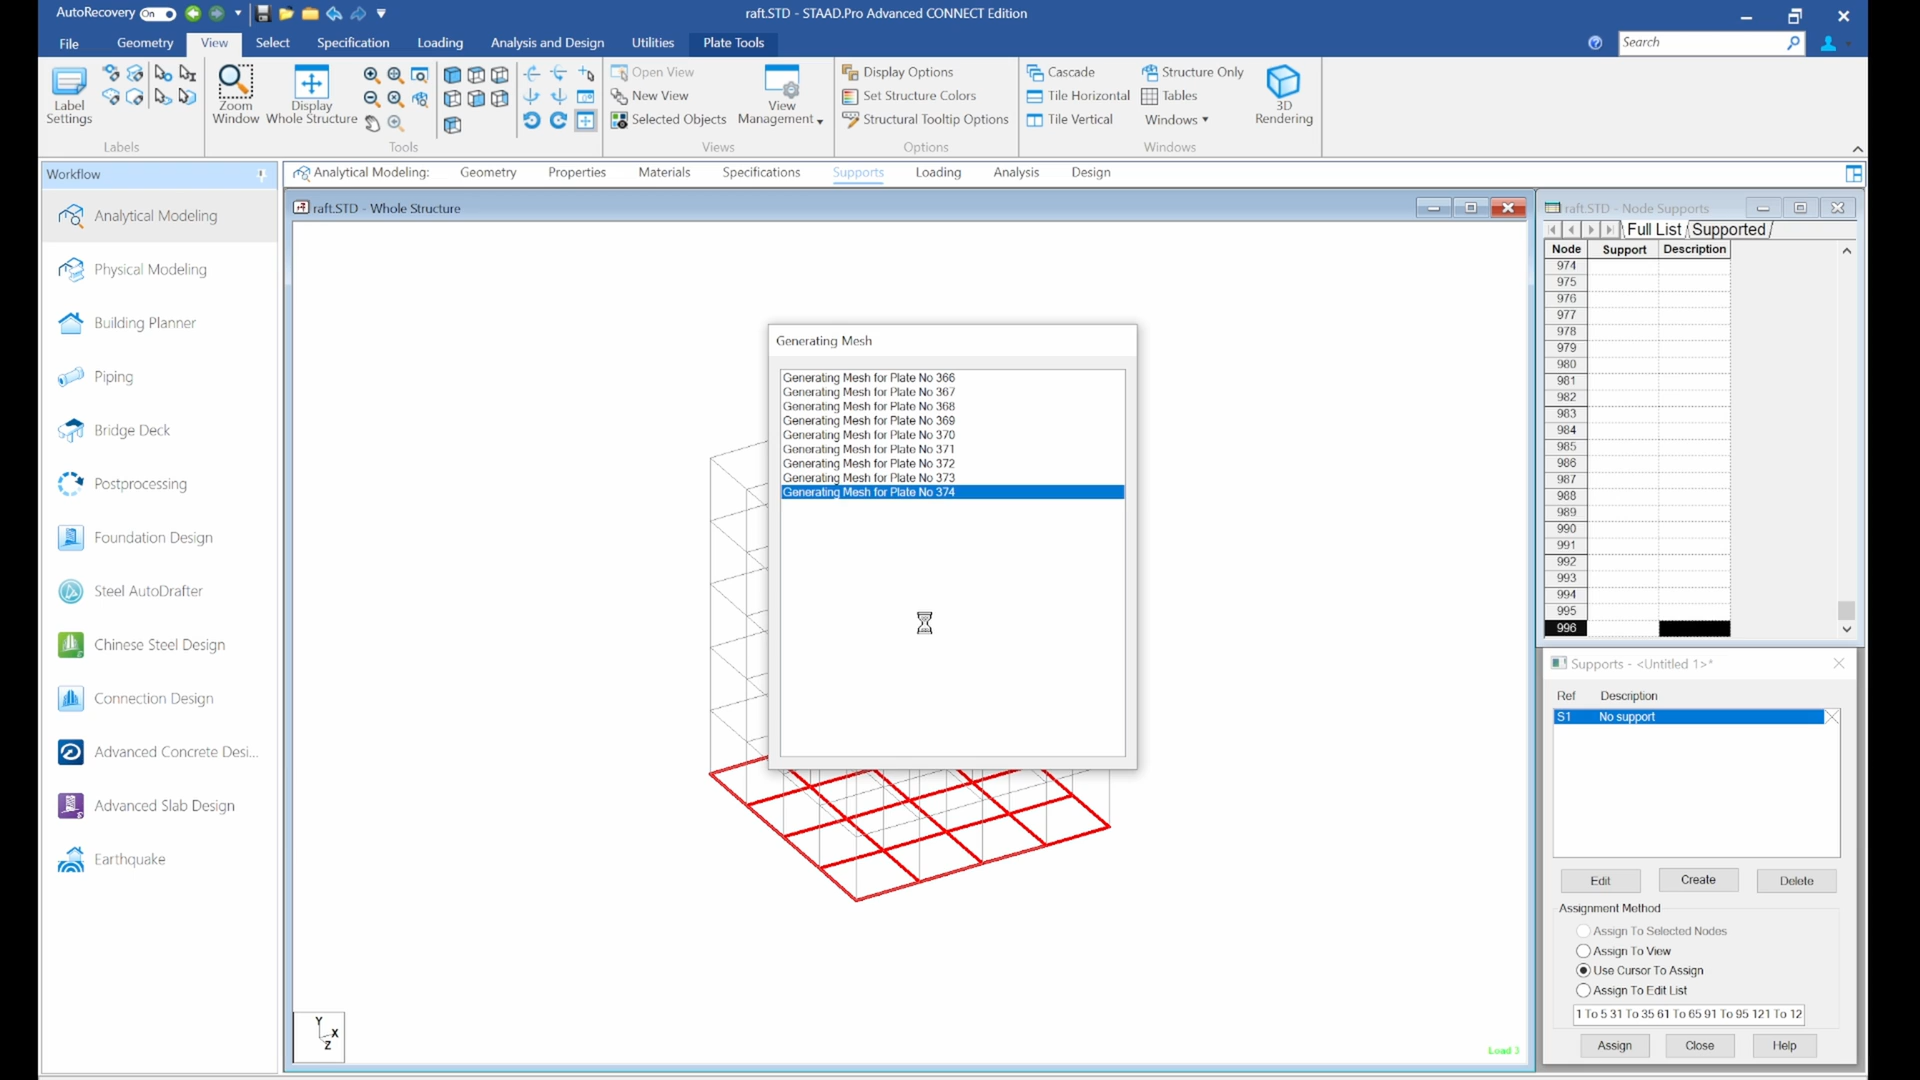 AutoRecovery On
raft.STD - STAAD.Pro Advanced CONNECT Edition
File
Geometry
View
Select
Specification
Loading
Analysis and Design
Utilities
Plate Tools
Search
Label Settings
Labels
Zoom Window
Display Whole Structure
Tools
Open View
New View
Selected Objects
View Management
Views
Display Options
Set Structure Colors
Structural Tooltip Options
Options
Cascade
Tile Horizontal
Tile Vertical
Structure Only
Tables
Windows
3D Rendering
Windows
Workflow
Analytical Modeling
Physical Modeling
Building Planner
Piping
Bridge Deck
Postprocessing
Foundation Design
Steel AutoDrafter
Chinese Steel Design
Connection Design
Advanced Concrete Desi...
Advanced Slab Design
Earthquake
Analytical Modeling:
Geometry
Properties
Materials
Specifications
Supports
Loading
Analysis
Design
raft.STD - Whole Structure
Generating Mesh
Generating Mesh for Plate No 366
Generating Mesh for Plate No 367
Generating Mesh for Plate No 368
Generating Mesh for Plate No 369
Generating Mesh for Plate No 370
Generating Mesh for Plate No 371
Generating Mesh for Plate No 372
Generating Mesh for Plate No 373
Generating Mesh for Plate No 374
Y
X
Z
Load 3
raft.STD - Node Supports
Full List
Supported
Node Support Description
974
975
976
977
978
979
980
981
982
983
984
985
986
987
988
989
990
991
992
993
994
995
996
Supports - <Untitled 1>*
Ref Description
S1 No support
Edit
Create
Delete
Assignment Method
Assign To Selected Nodes
Assign To View
Use Cursor To Assign
Assign To Edit List
1 To 5 31 To 35 61 To 65 91 To 95 121 To 12
Assign
Close
Help